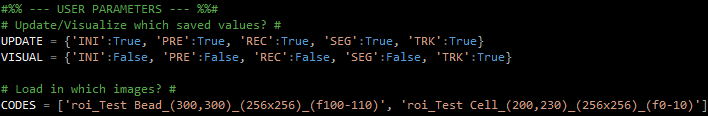 #%% --- USER PARAMETERS --- %%#
# Update/Visualize which saved values? #
UPDATE = {'INI':True, 'PRE':True, 'REC':True, 'SEG':True, 'TRK':True}
VISUAL = {'INI':False, 'PRE':False, 'REC':False, 'SEG':False, 'TRK':True}
# Load in which images? #
CODES = ['roi_Test Bead_(300,300)_(256x256)_(f100-110)', 'roi_Test Cell_(200,230)_(256x256)_(f0-10)']